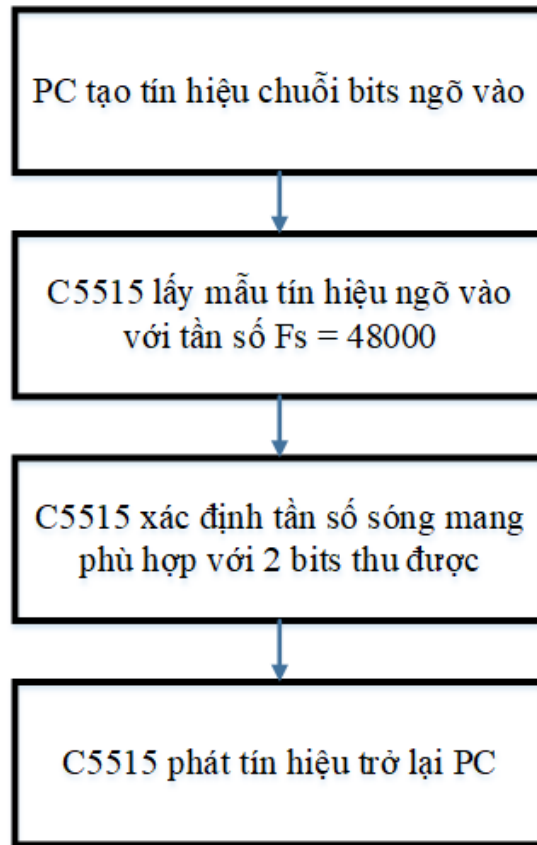 PC tạo tín hiệu chuỗi bits ngõ vào
C5515 lấy mẫu tín hiệu ngõ vào
với tần số Fs = 48000
C5515 xác định tần số sóng mang
phù hợp với 2 bits thu được
C5515 phát tín hiệu trở lại PC